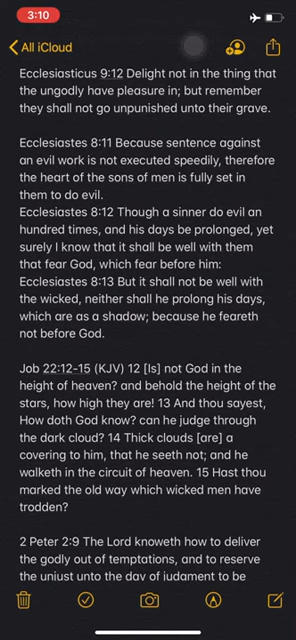 3:10
All iCloud
Ecclesiasticus 9:12 Delight not in the thing that
the ungodly have pleasure in; but remember
they shall not go unpunished unto their grave.
Ecclesiastes 8:11 Because sentence against
an evil work is not executed speedily, therefore
the heart of the sons of men is fully set in
them to do evil.
Ecclesiastes 8:12 Though a sinner do evil an
hundred times, and his days be prolonged, yet
surely I know that it shall be well with them
that fear God, which fear before him:
Ecclesiastes 8:13 But it shall not be well with
the wicked, neither shall he prolong his days,
which are as a shadow; because he feareth
not before God.
Job 22:12-15 (KJV) 12 [Is] not God in the
height of heaven? and behold the height of the
stars, how high they are! 13 And thou sayest,
How doth God know? can he judge through
the dark cloud? 14 Thick clouds [are] a
covering to him, that he seeth not; and he
walketh in the circuit of heaven. 15 Hast thou
marked the old way which wicked men have
trodden?
2 Peter 2:9 The Lord knoweth how to deliver
the godly out of temptations, and to reserve
the unjust unto the day of judgment to be